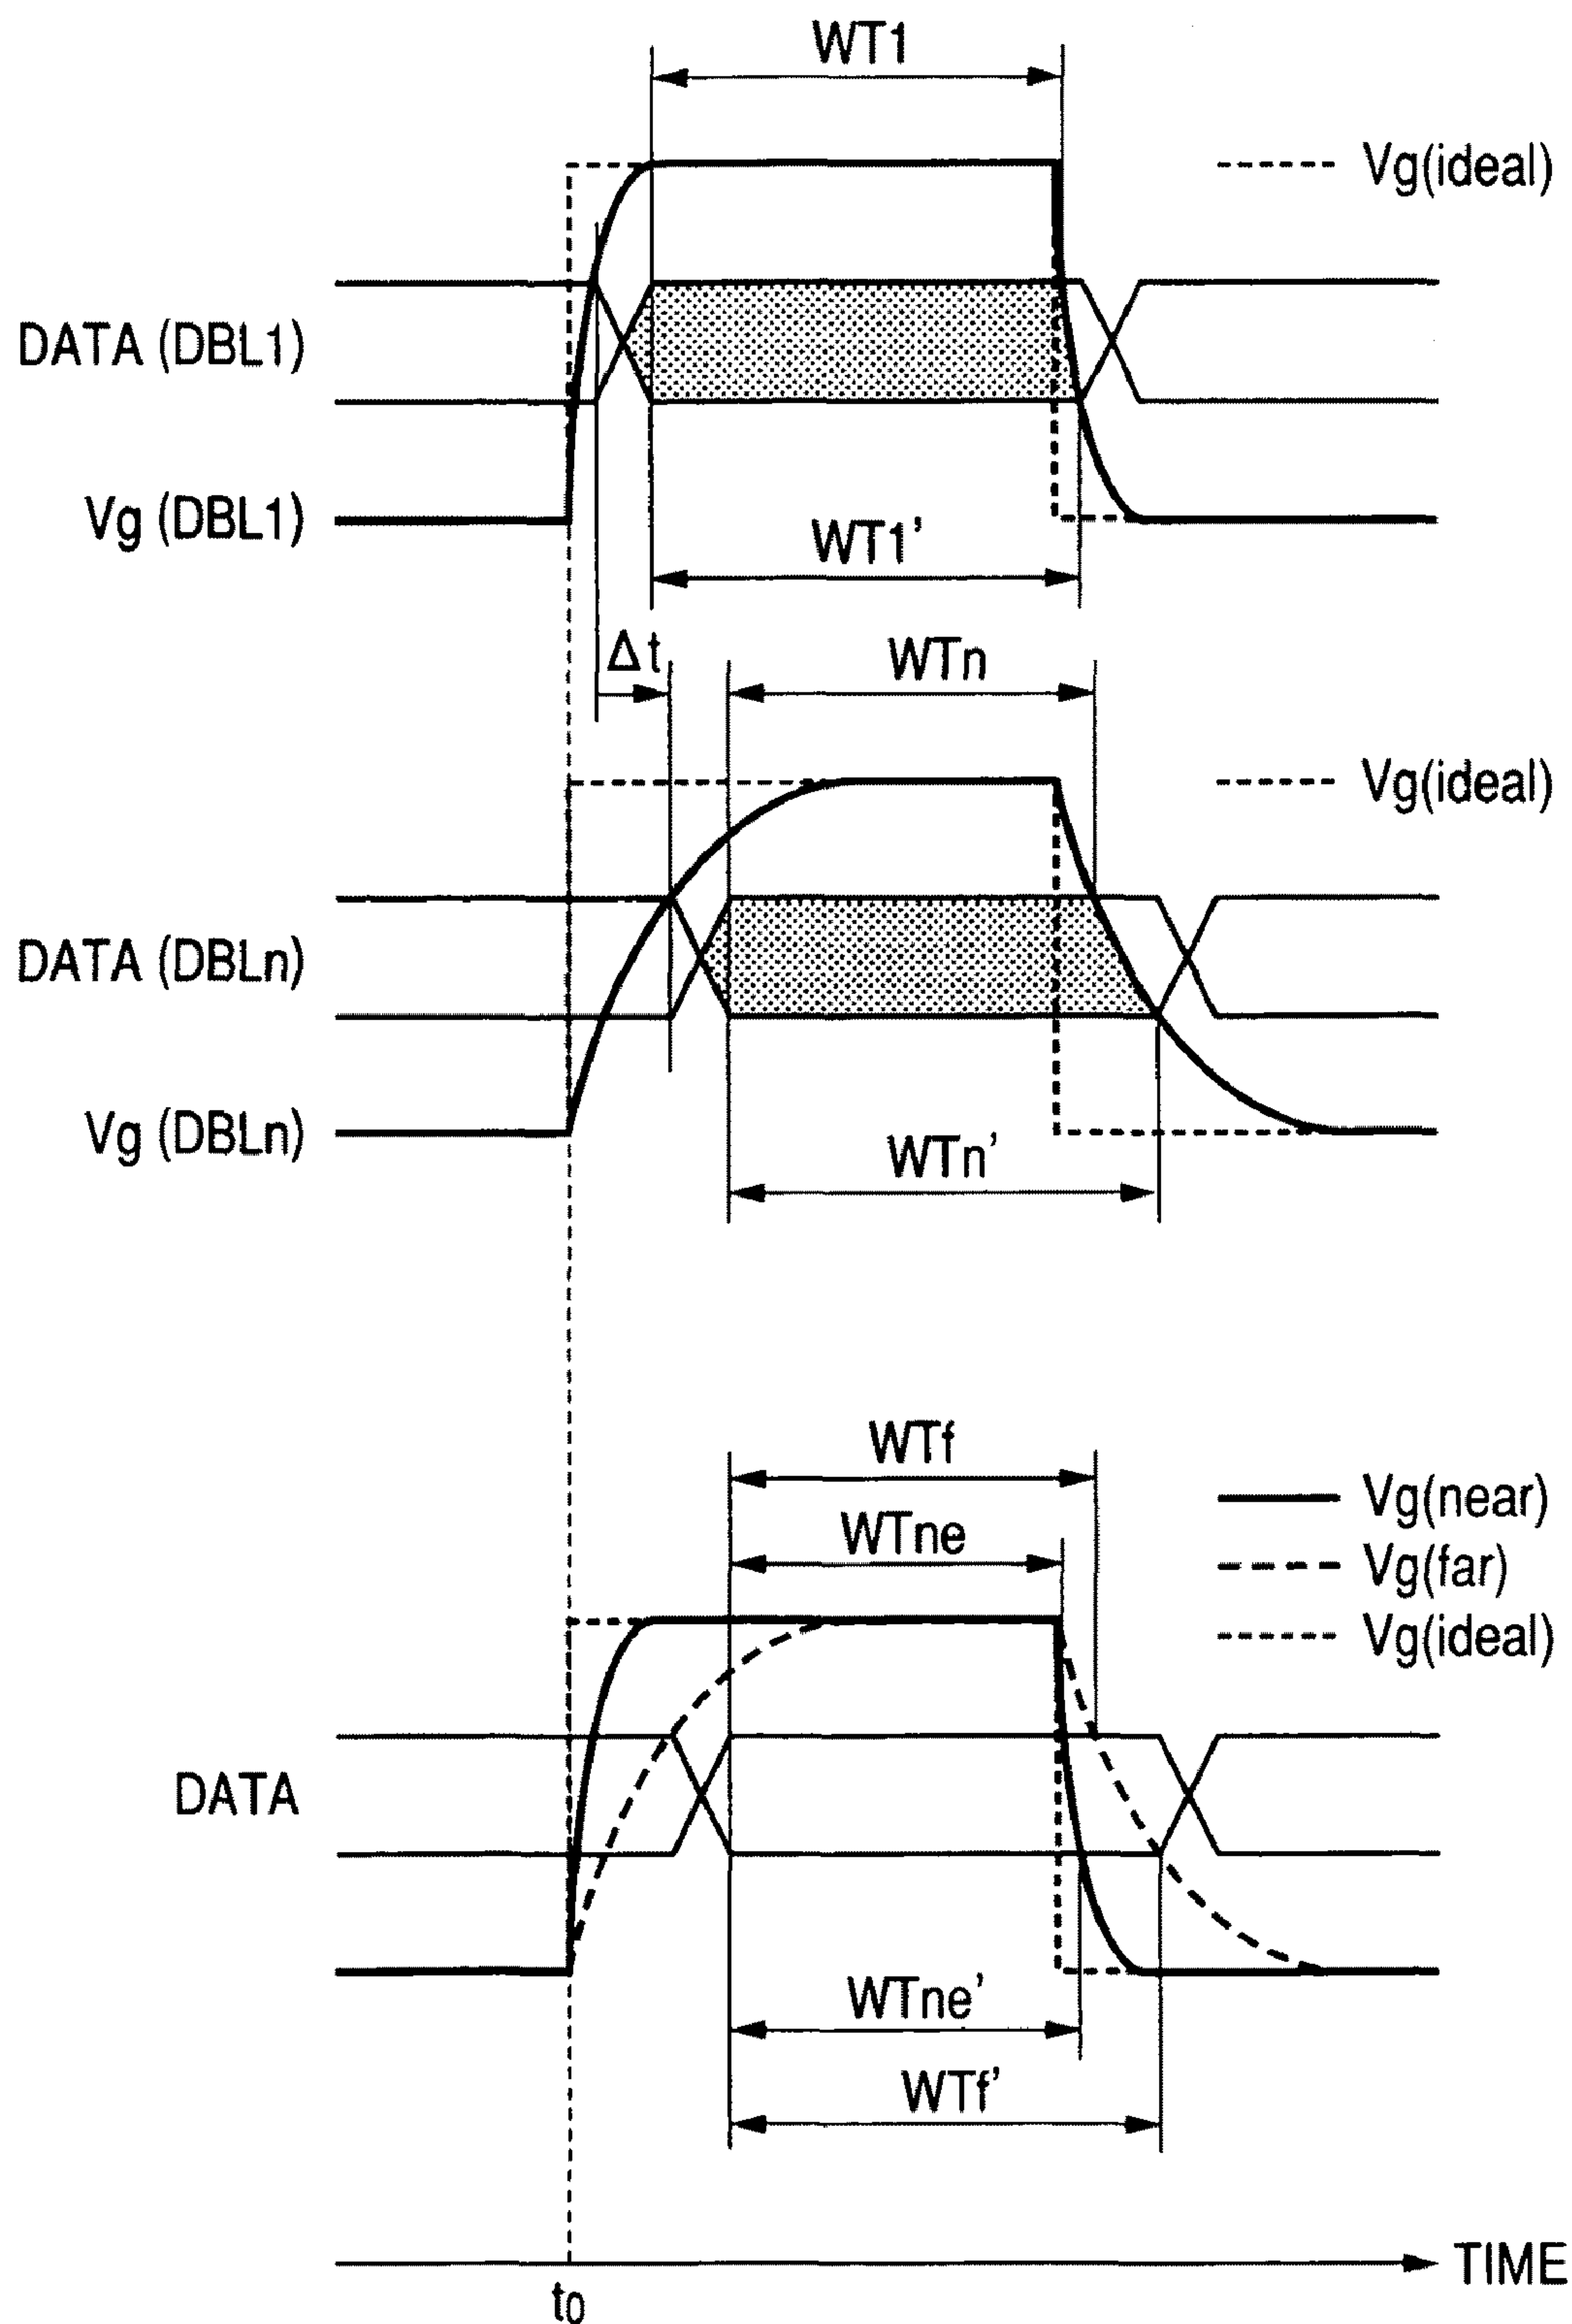 WT1
Vg(ideal)
DATA (DBL1)
Vg (DBL1)
WT1’
Δt
WTn
Vg(ideal)
DATA (DBLn)
Vg (DBLn)
WTn’
WTf
Vg(near)
WTne
Vg(far)
Vg(ideal)
DATA
WTne’
WTf’
TIME
t0